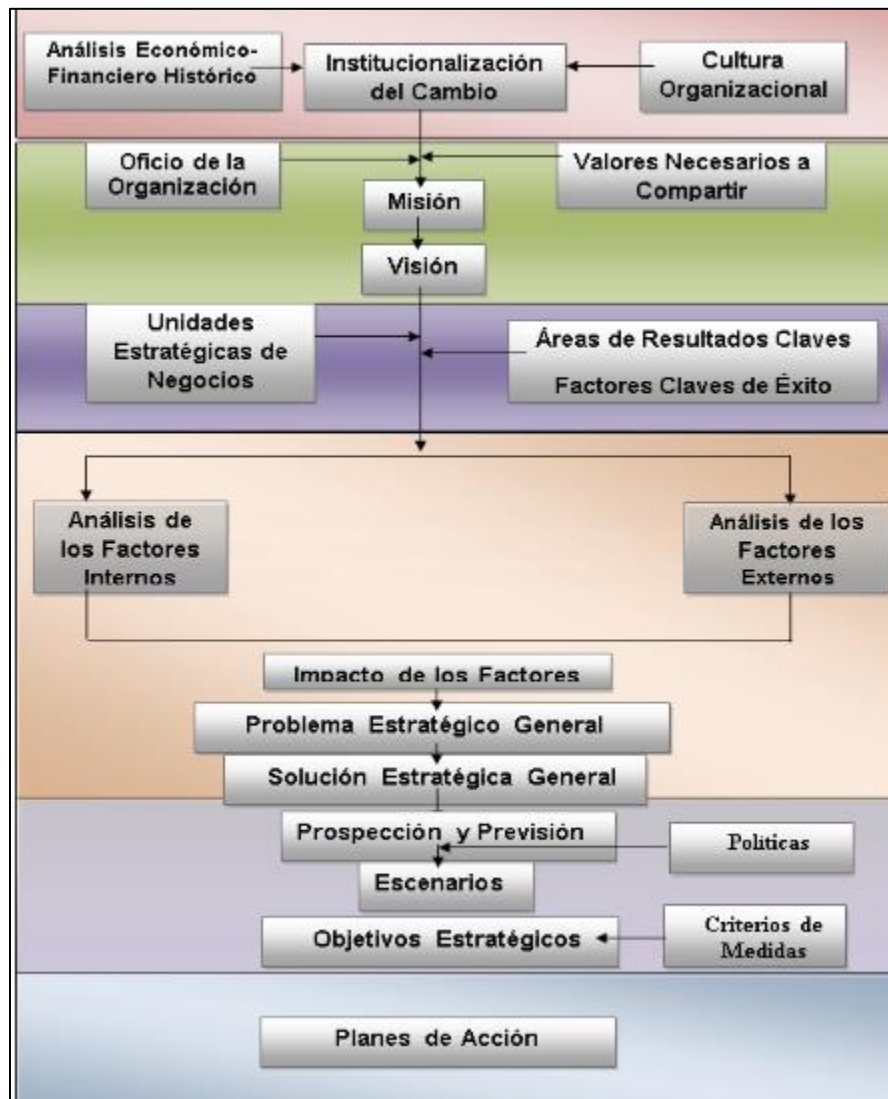 Análisis Económico-
Financiero Histórico
Institucionalización
del Cambio
Cultura
Organizacional
Oficio de la
Organización
Valores Necesarios a
Compartir
Misión
Visión
Unidades
Estratégicas de
Negocios
Áreas de Resultados Claves
Factores Claves de Éxito
Análisis de
los Factores
Internos
Análisis de los
Factores
Externos
Impacto de los Factores
Problema Estratégico General
Solución Estratégica General
Prospección y Previsión
Políticas
Escenarios
Objetivos Estratégicos
Criterios de
Medidas
Planes de Acción